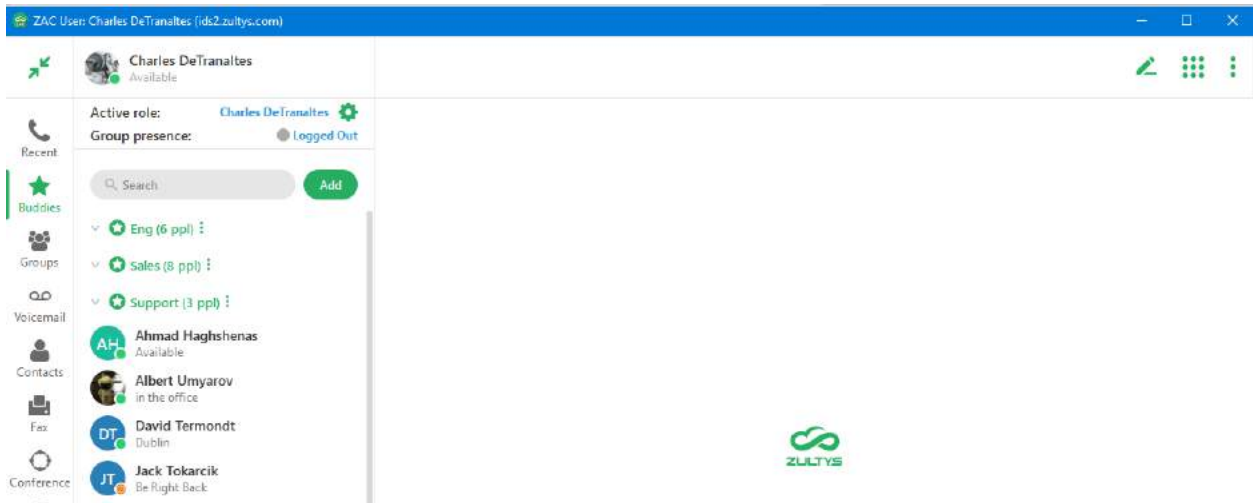 ZAC User: Charles DeTranaltes (ids2.zultys.com)
Charles DeTranaltes
Available
Active role: Charles DeTranaltes
Group presence: Logged Out
Recent
Search Add
Buddies
Eng (6 ppl)
Groups
Sales (8 ppl)
Voicemail
Support (3 ppl)
AH Ahmad Haghshenas
Available
Contacts
Albert Umyarov
in the office
Fax
DT David Termondt
Dublin
JT Jack Tokarcik
Be Right Back
Conference
ZULTYS